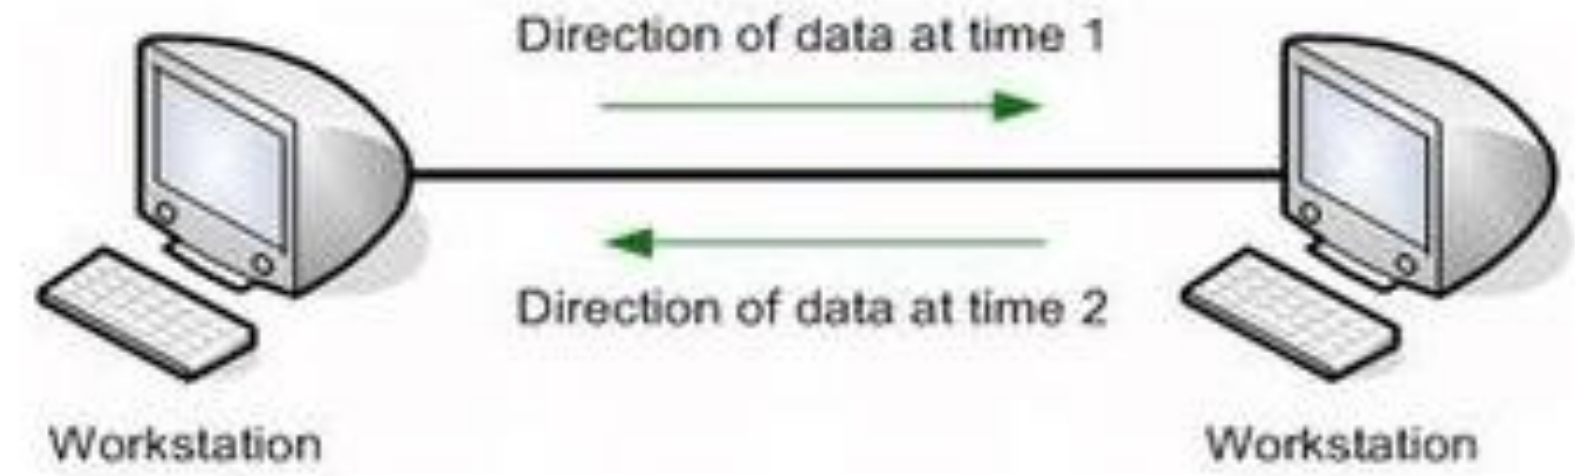 Direction of data at time 1
Direction of data at time 2
Workstation
Workstation